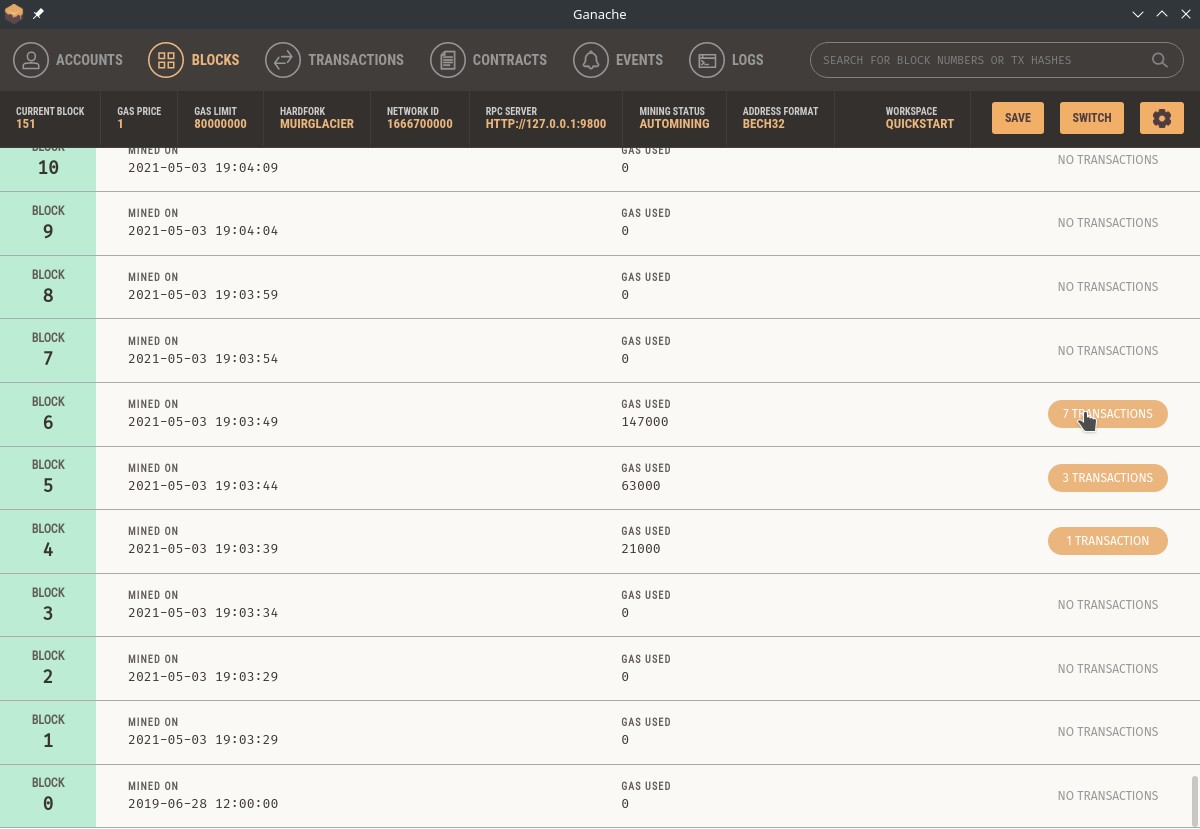 Ganache
ACCOUNTS BLOCKS TRANSACTIONS CONTRACTS EVENTS LOGS SEARCH FOR BLOCK NUMBERS OR TX HASHES
CURRENT BLOCK GAS PRICE GAS LIMIT HARDFORK NETWORK ID RPC SERVER MINING STATUS ADDRESS FORMAT WORKSPACE
151 1 80000000 MUIRGLACIER 1666700000 HTTP://127.0.0.1:9800 AUTOMINING BECH32 QUICKSTART SAVE SWITCH
BLOCK MINED ON GAS USED
10 2021-05-03 19:04:09 0 NO TRANSACTIONS
BLOCK MINED ON GAS USED
9 2021-05-03 19:04:04 0 NO TRANSACTIONS
BLOCK MINED ON GAS USED
8 2021-05-03 19:03:59 0 NO TRANSACTIONS
BLOCK MINED ON GAS USED
7 2021-05-03 19:03:54 0 NO TRANSACTIONS
BLOCK MINED ON GAS USED
6 2021-05-03 19:03:49 147000 7 TRANSACTIONS
BLOCK MINED ON GAS USED
5 2021-05-03 19:03:44 63000 3 TRANSACTIONS
BLOCK MINED ON GAS USED
4 2021-05-03 19:03:39 21000 1 TRANSACTION
BLOCK MINED ON GAS USED
3 2021-05-03 19:03:34 0 NO TRANSACTIONS
BLOCK MINED ON GAS USED
2 2021-05-03 19:03:29 0 NO TRANSACTIONS
BLOCK MINED ON GAS USED
1 2021-05-03 19:03:29 0 NO TRANSACTIONS
BLOCK MINED ON GAS USED
0 2019-06-28 12:00:00 0 NO TRANSACTIONS